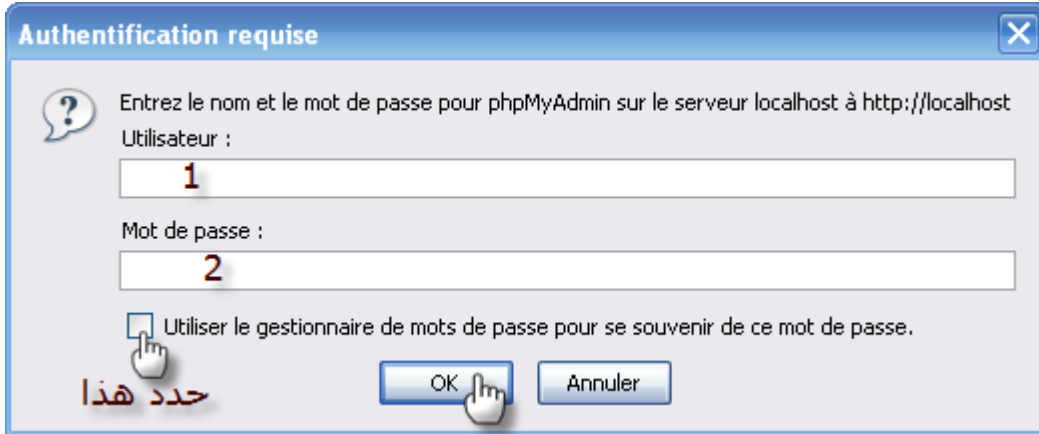 Authentification requise
Entrez le nom et le mot de passe pour phpMyAdmin sur le serveur localhost à http://localhost
Utilisateur :
1
Mot de passe :
2
Utiliser le gestionnaire de mots de passe pour se souvenir de ce mot de passe.
حدد هذا
OK Annuler